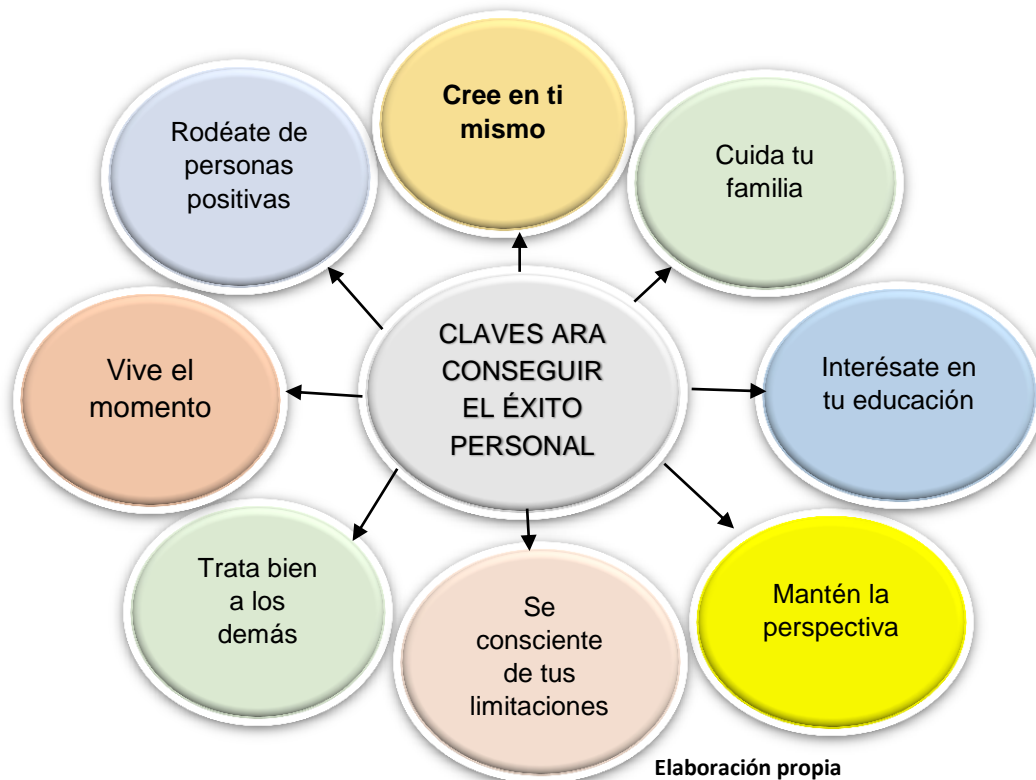 Cree en ti
mismo
Rodéate de
personas
positivas
Cuida tu
familia
CLAVES ARA
CONSEGUIR
EL ÉXITO
PERSONAL
Vive el
momento
Interésate en
tu educación
Trata bien
a los
demás
Se
consciente
de tus
limitaciones
Mantén la
perspectiva
Elaboración propia